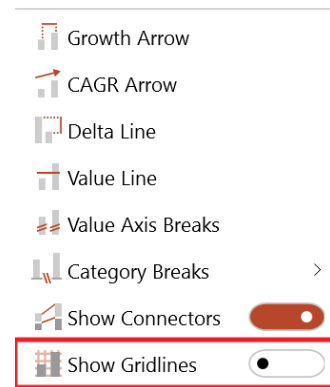 Growth Arrow
CAGR Arrow
Delta Line
Value Line
Value Axis Breaks
Category Breaks
Show Connectors
Show Gridlines